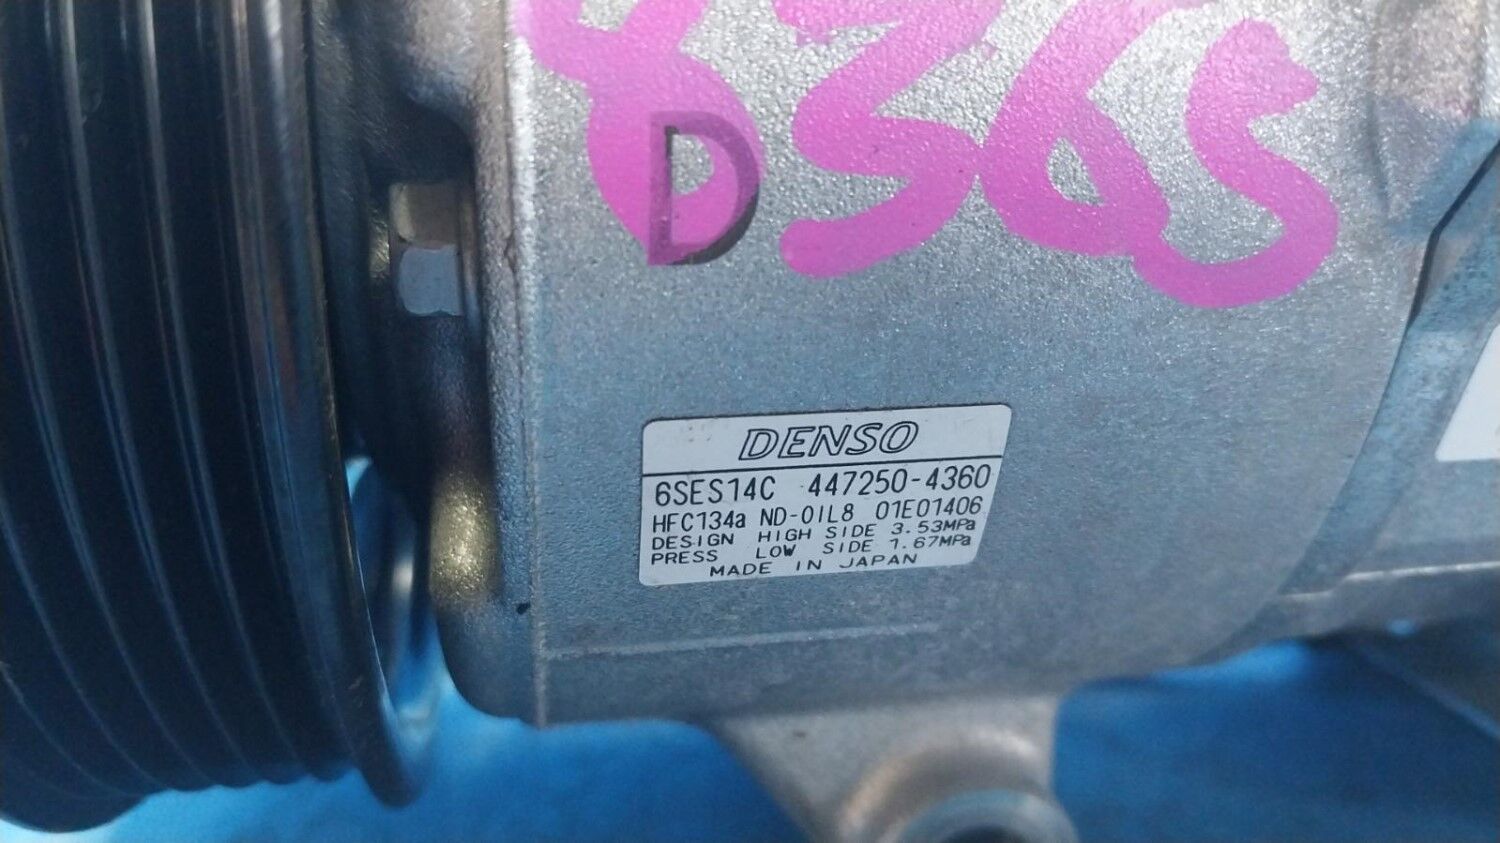 8365
D
DENSO
6SES14C 447250-4360
HFC134a ND-OIL8 01E01406
DESIGN HIGH SIDE 3.53MPa
PRESS LOW SIDE 1.67MPa
MADE IN JAPAN